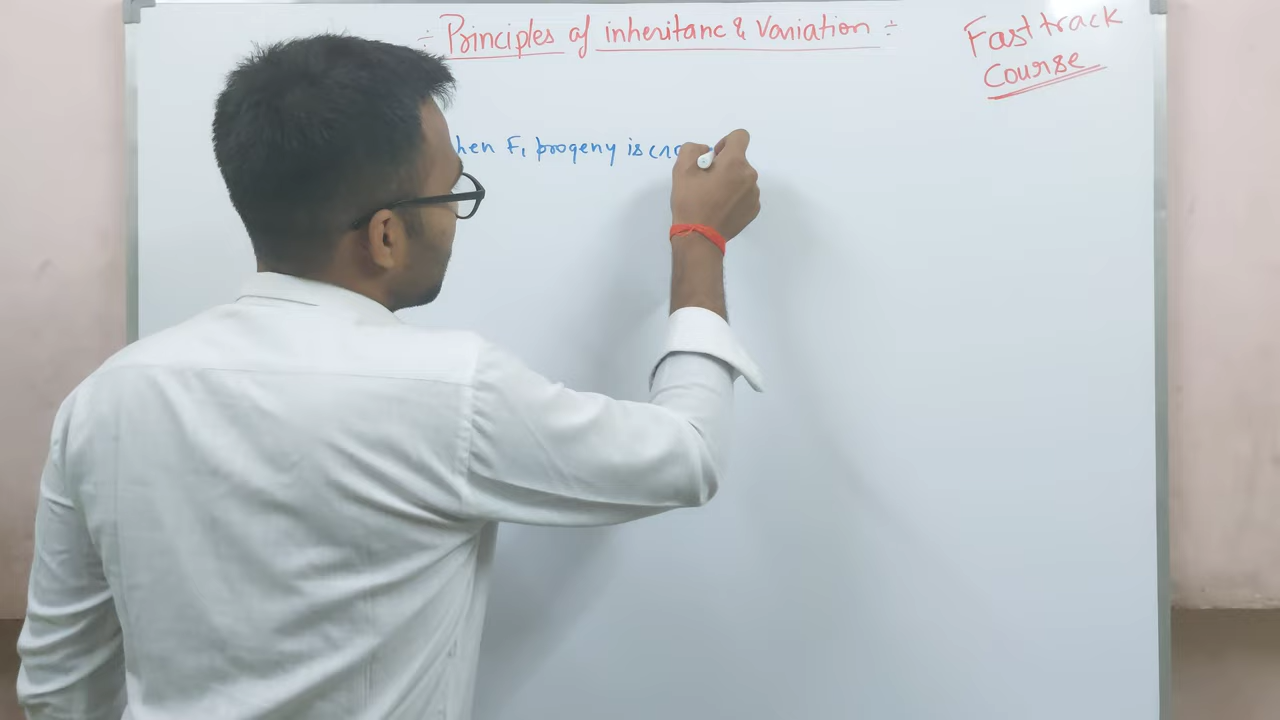 ÷ Principles of inheritanc & Variation ÷
Fast track
Course
hen F₁ progeny is cro